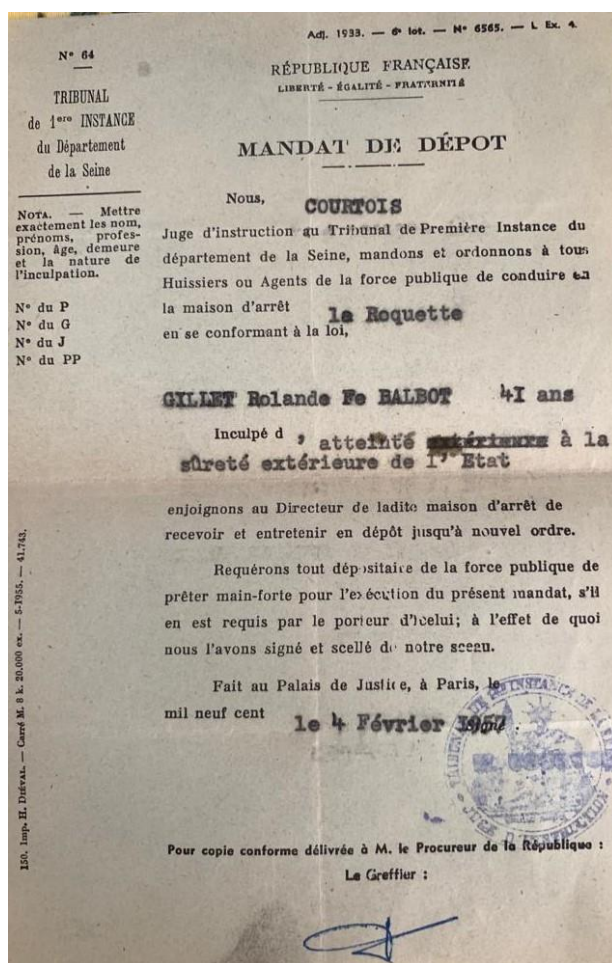 Adj. 1933. — 6e lot. — N° 6565. — L Ex. 4.
N° 64
TRIBUNAL
de 1ere INSTANCE
du Département
de la Seine
NOTA. — Mettre
exactement les nom,
prénoms, profes-
sion, âge, demeure
et la nature de
l'inculpation.
N° du P
N° du G
N° du J
N° du PP
RÉPUBLIQUE FRANÇAISE
LIBERTÉ - ÉGALITÉ - FRATERNITÉ
MANDAT DE DÉPOT
Nous, COURTOIS
Juge d'instruction au Tribunal de Première Instance du
département de la Seine, mandons et ordonnons à tous
Huissiers ou Agents de la force publique de conduire en
la maison d'arrêt la Roquette
en se conformant à la loi,
GILLET Rolande Fe BALBOT 4I ans
Inculpé d , atteinte extérieure à la
sûreté extérieure de l'Etat
enjoignons au Directeur de ladite maison d'arrêt de
recevoir et entretenir en dépôt jusqu'à nouvel ordre.
Requérons tout dépositaire de la force publique de
prêter main-forte pour l'exécution du présent mandat, s'il
en est requis par le porteur d'icelui; à l'effet de quoi
nous l'avons signé et scellé de notre sceau.
Fait au Palais de Justice, à Paris, le
mil neuf cent le 4 Février 1957
signé
JUGE D'INSTRUCTION
Pour copie conforme délivrée à M. le Procureur de la République :
Le Greffier :
150. Imp. H. DIÉVAL. — Carré M. 8 k. 20.000 ex. — 5-1955. — 41.743.